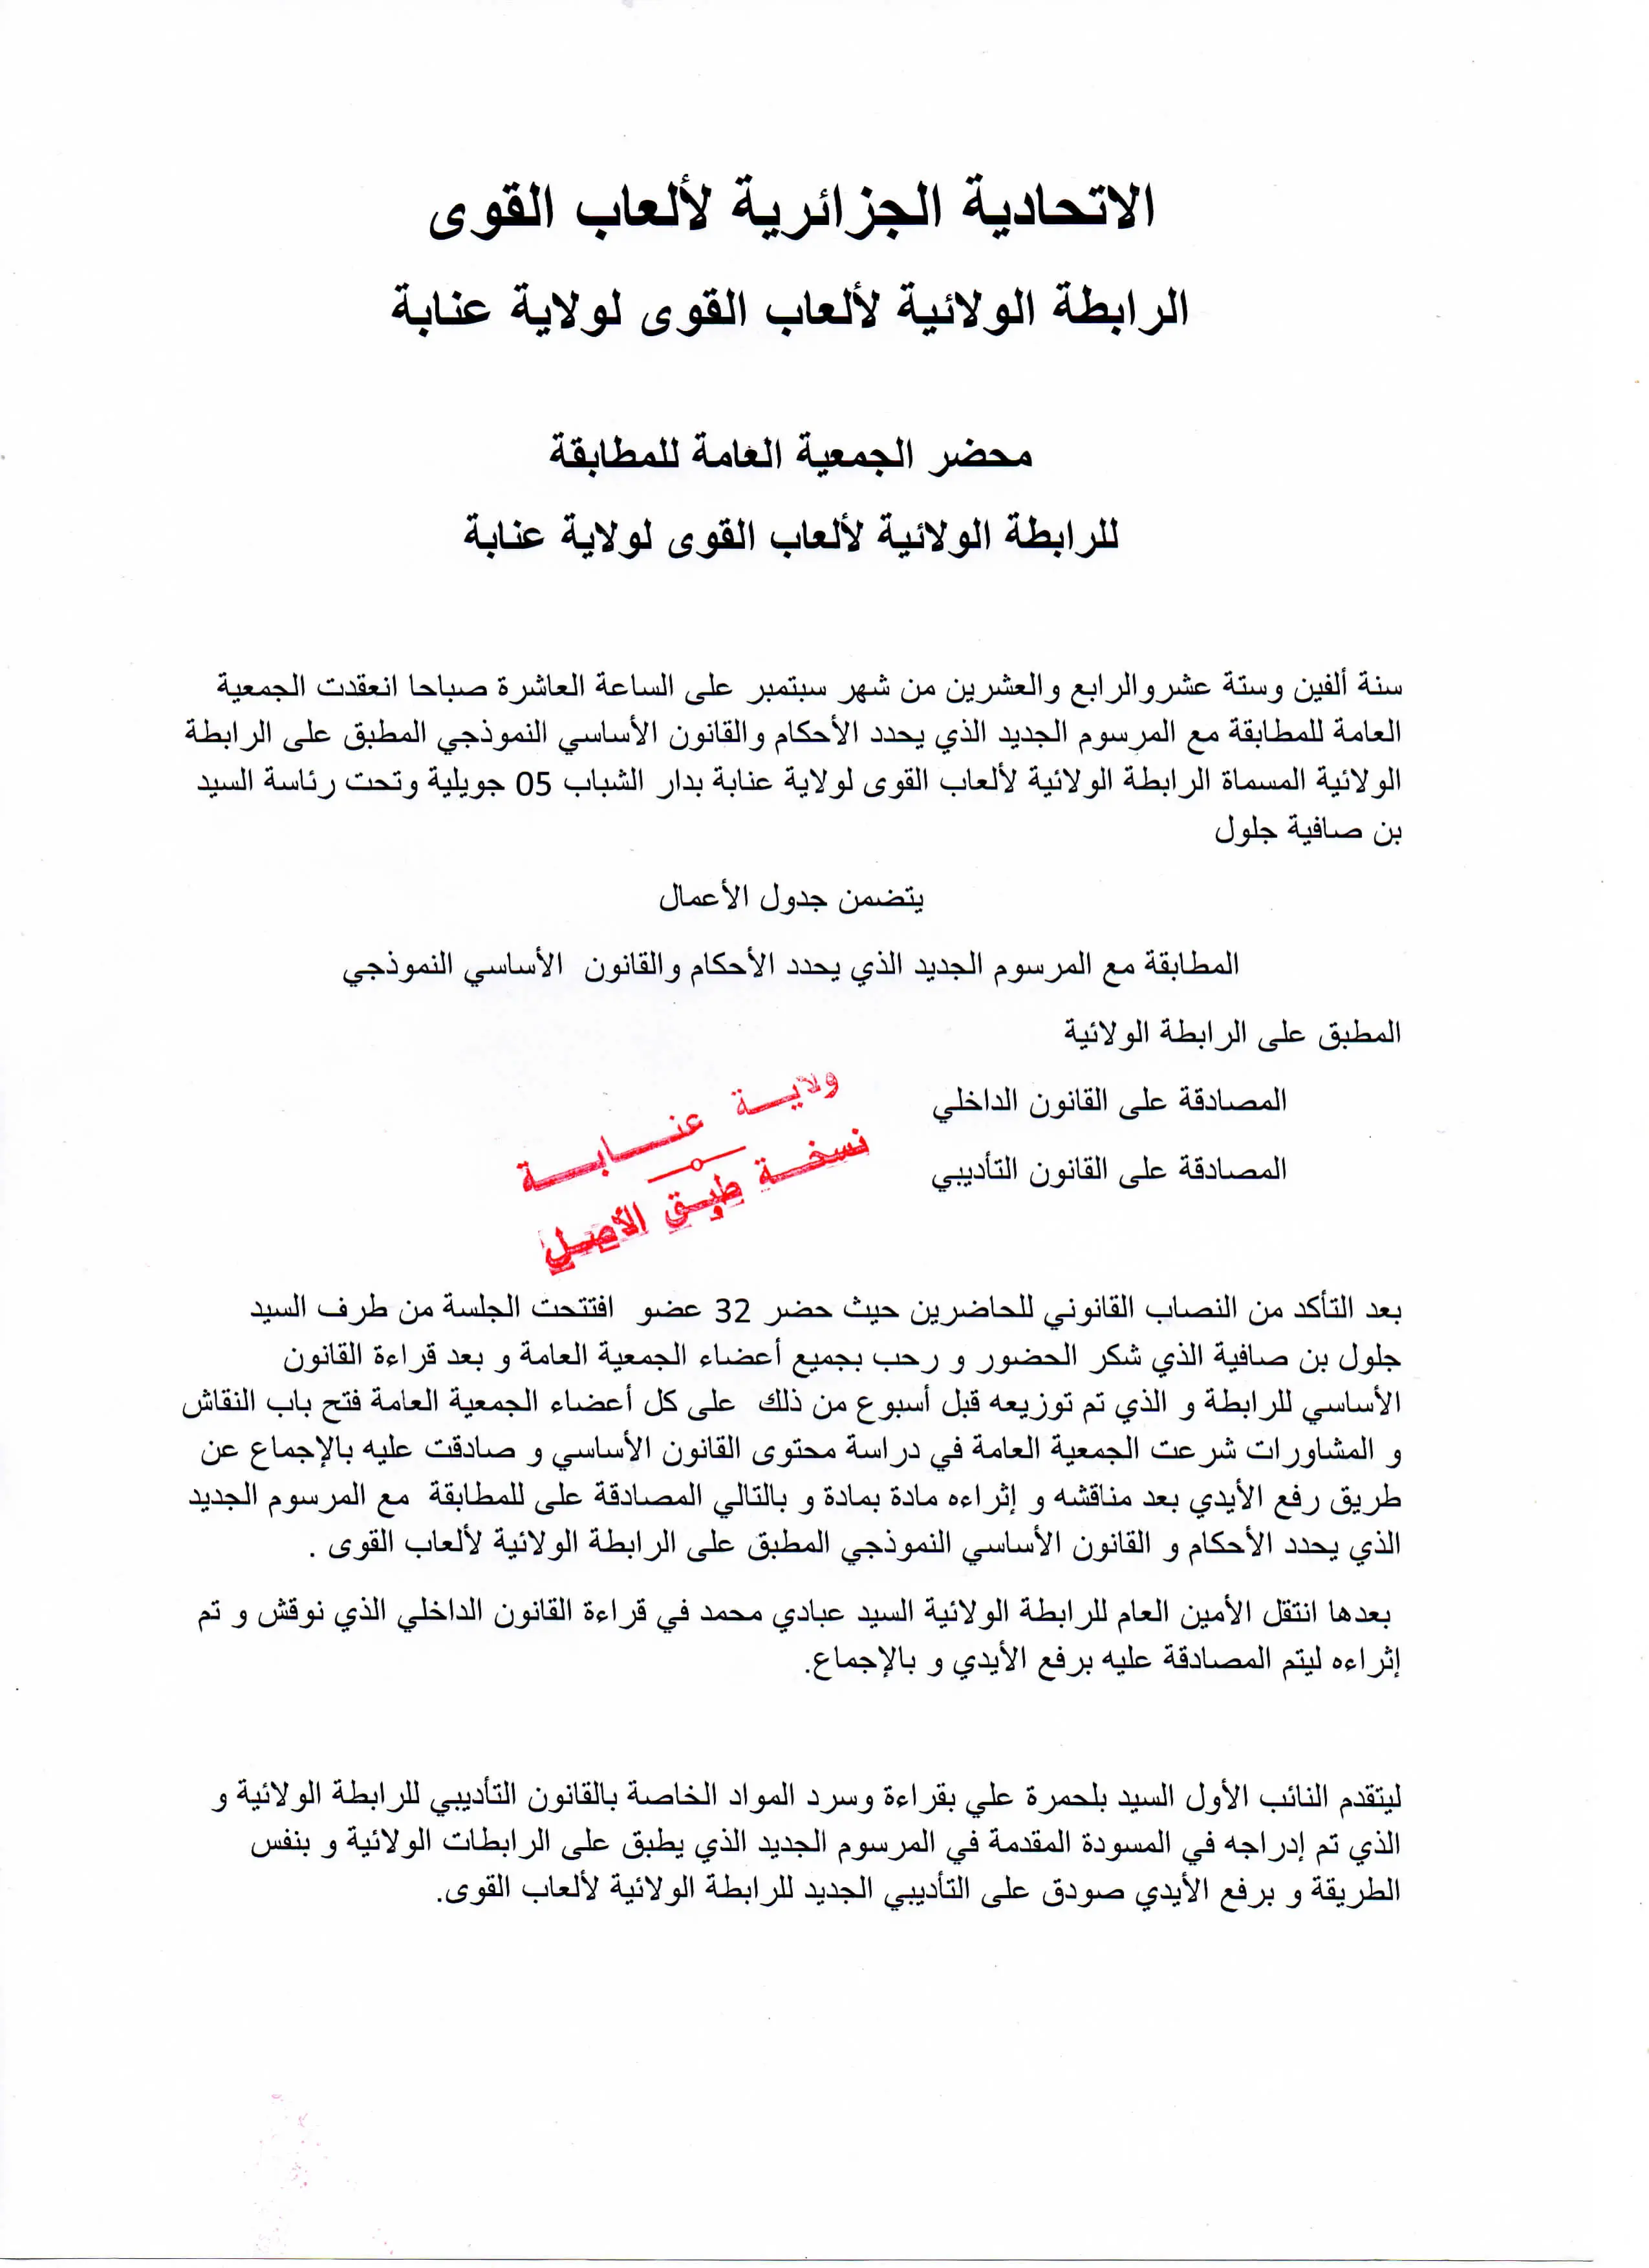 الاتحادية الجزائرية لألعاب القوى
الرابطة الولائية لألعاب القوى لولاية عنابة
محضر الجمعية العامة للمطابقة
للرابطة الولائية لألعاب القوى لولاية عنابة
سنة ألفين وستة عشروالرابع والعشرين من شهر سبتمبر على الساعة العاشرة صباحا انعقدت الجمعية
العامة للمطابقة مع المرسوم الجديد الذي يحدد الأحكام والقانون الأساسي النموذجي المطبق على الرابطة
الولائية المسماة الرابطة الولائية لألعاب القوى لولاية عنابة بدار الشباب 05 جويلية وتحت رئاسة السيد
بن صافية جلول
يتضمن جدول الأعمال
المطابقة مع المرسوم الجديد الذي يحدد الأحكام والقانون الأساسي النموذجي
المطبق على الرابطة الولائية
المصادقة على القانون الداخلي
المصادقة على القانون التأديبي
ولايـة عنـابـة
نسخـة طبـق الأصـل
بعد التأكد من النصاب القانوني للحاضرين حيث حضر 32 عضو افتتحت الجلسة من طرف السيد
جلول بن صافية الذي شكر الحضور و رحب بجميع أعضاء الجمعية العامة و بعد قراءة القانون
الأساسي للرابطة و الذي تم توزيعه قبل أسبوع من ذلك على كل أعضاء الجمعية العامة فتح باب النقاش
و المشاورات شرعت الجمعية العامة في دراسة محتوى القانون الأساسي و صادقت عليه بالإجماع عن
طريق رفع الأيدي بعد مناقشه و إثراءه مادة بمادة و بالتالي المصادقة على للمطابقة مع المرسوم الجديد
الذي يحدد الأحكام و القانون الأساسي النموذجي المطبق على الرابطة الولائية لألعاب القوى .
بعدها انتقل الأمين العام للرابطة الولائية السيد عبادي محمد في قراءة القانون الداخلي الذي نوقش و تم
إثراءه ليتم المصادقة عليه برفع الأيدي و بالإجماع.
ليتقدم النائب الأول السيد بلحمرة علي بقراءة وسرد المواد الخاصة بالقانون التأديبي للرابطة الولائية و
الذي تم إدراجه في المسودة المقدمة في المرسوم الجديد الذي يطبق على الرابطات الولائية و بنفس
الطريقة و برفع الأيدي صودق على التأديبي الجديد للرابطة الولائية لألعاب القوى.